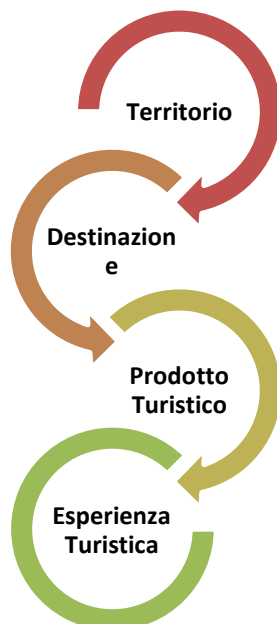 Territorio
Destinazion
e
Prodotto
Turistico
Esperienza
Turistica